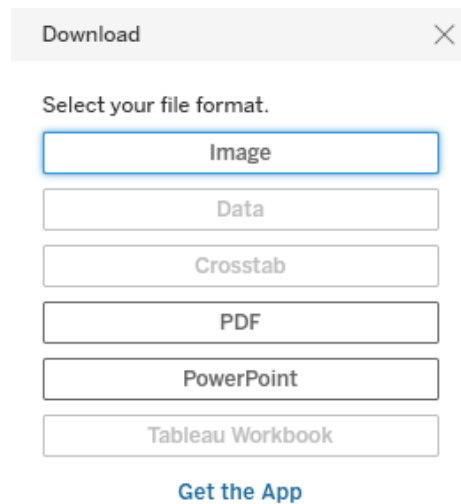 Download
Select your file format.
Image
Data
Crosstab
PDF
PowerPoint
Tableau Workbook
Get the App